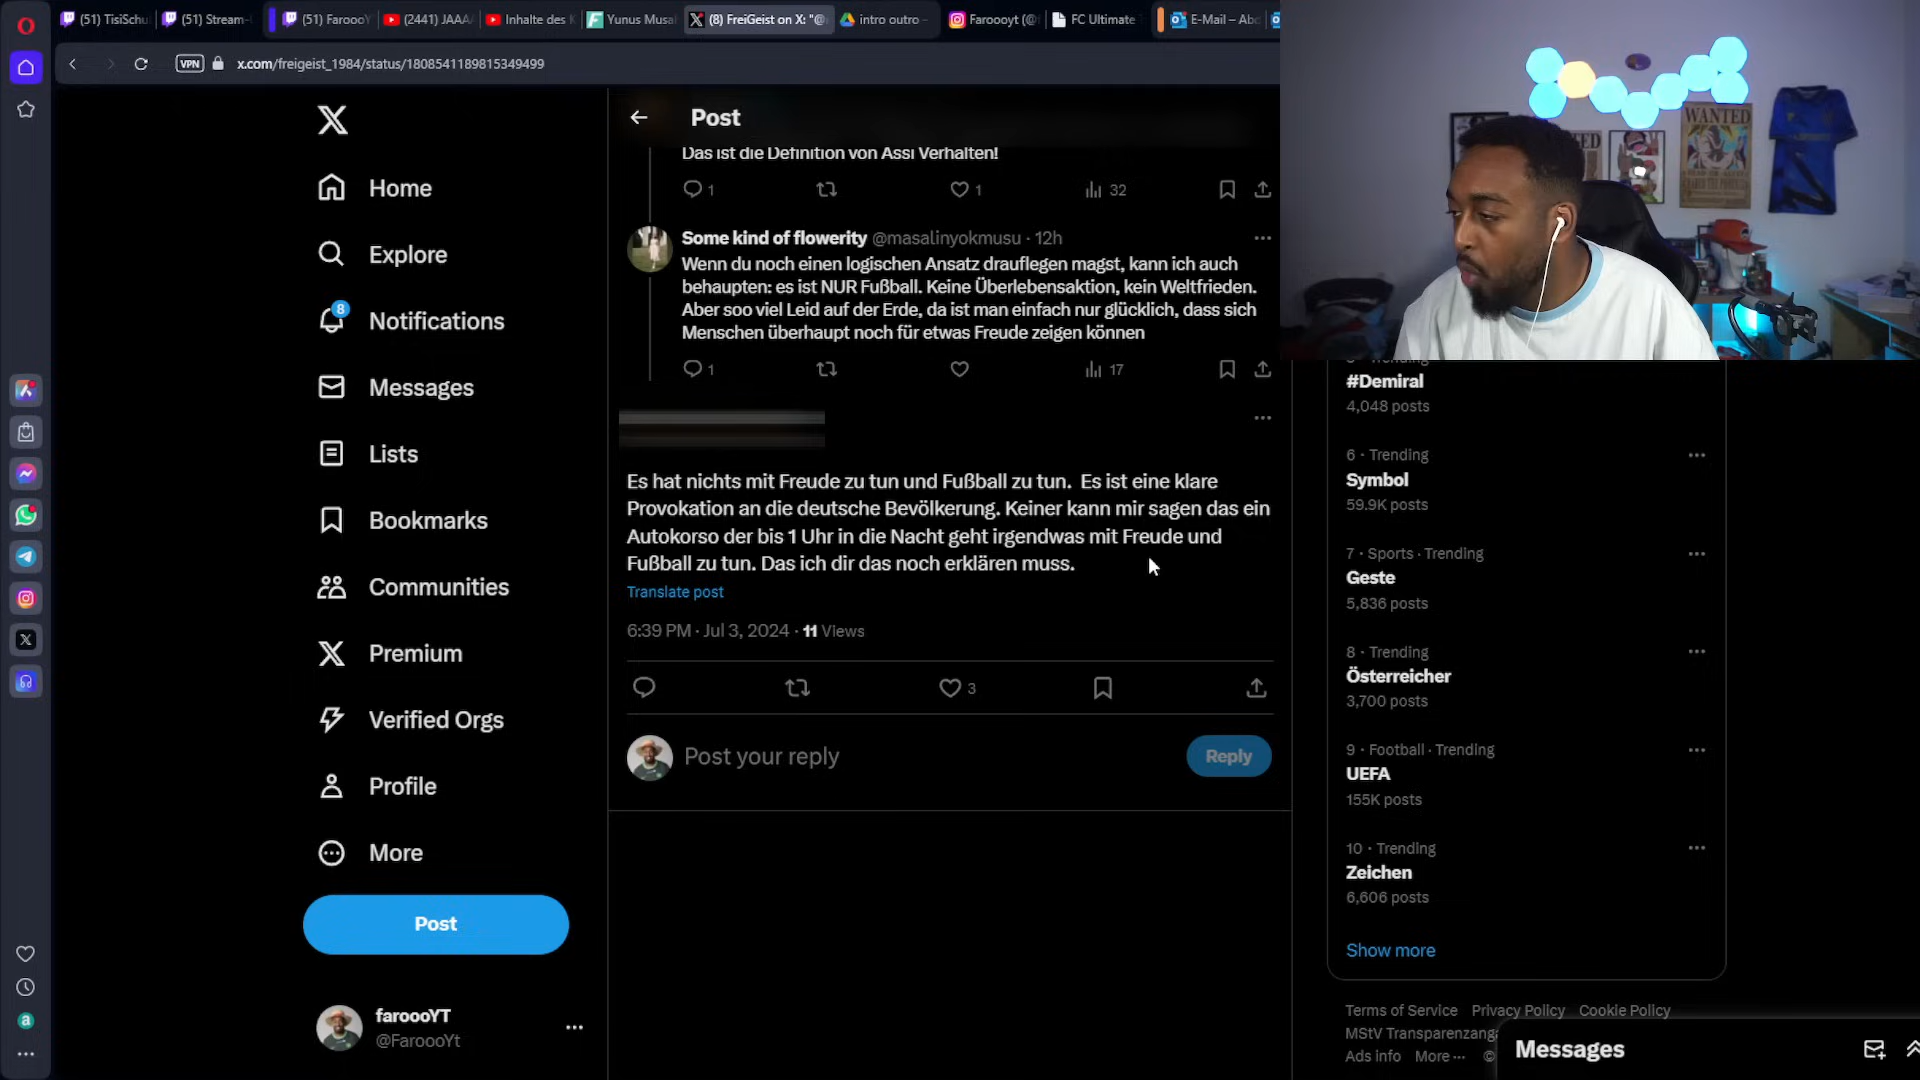 (51) TisiSchu
(51) Stream-
(51) FaroooY
(2441) JAAA
Inhalte des K
Yunus Musa
(8) FreiGeist on X: "@
intro outro -
Faroooyt (@
FC Ultimate
E-Mail – Abc
VPN
x.com/freigeist_1984/status/1808541189815349499
Home
Explore
8
Notifications
Messages
Lists
Bookmarks
Communities
Premium
Verified Orgs
Profile
More
Post
faroooYT
@FaroooYt
Post
Das ist die Definition von Assi Verhalten!
1
1
32
Some kind of flowerity @masalinyokmusu · 12h
Wenn du noch einen logischen Ansatz drauflegen magst, kann ich auch
behaupten: es ist NUR Fußball. Keine Überlebensaktion, kein Weltfrieden.
Aber soo viel Leid auf der Erde, da ist man einfach nur glücklich, dass sich
Menschen überhaupt noch für etwas Freude zeigen können
1
17
Es hat nichts mit Freude zu tun und Fußball zu tun. Es ist eine klare
Provokation an die deutsche Bevölkerung. Keiner kann mir sagen das ein
Autokorso der bis 1 Uhr in die Nacht geht irgendwas mit Freude und
Fußball zu tun. Das ich dir das noch erklären muss.
Translate post
6:39 PM · Jul 3, 2024 · 11 Views
3
Post your reply
Reply
WANTED
#Demiral
4,048 posts
6 · Trending
Symbol
59.9K posts
7 · Sports · Trending
Geste
5,836 posts
8 · Trending
Österreicher
3,700 posts
9 · Football · Trending
UEFA
155K posts
10 · Trending
Zeichen
6,606 posts
Show more
Terms of Service Privacy Policy Cookie Policy
MStV Transparenzanga
Ads info More ··· ©
Messages